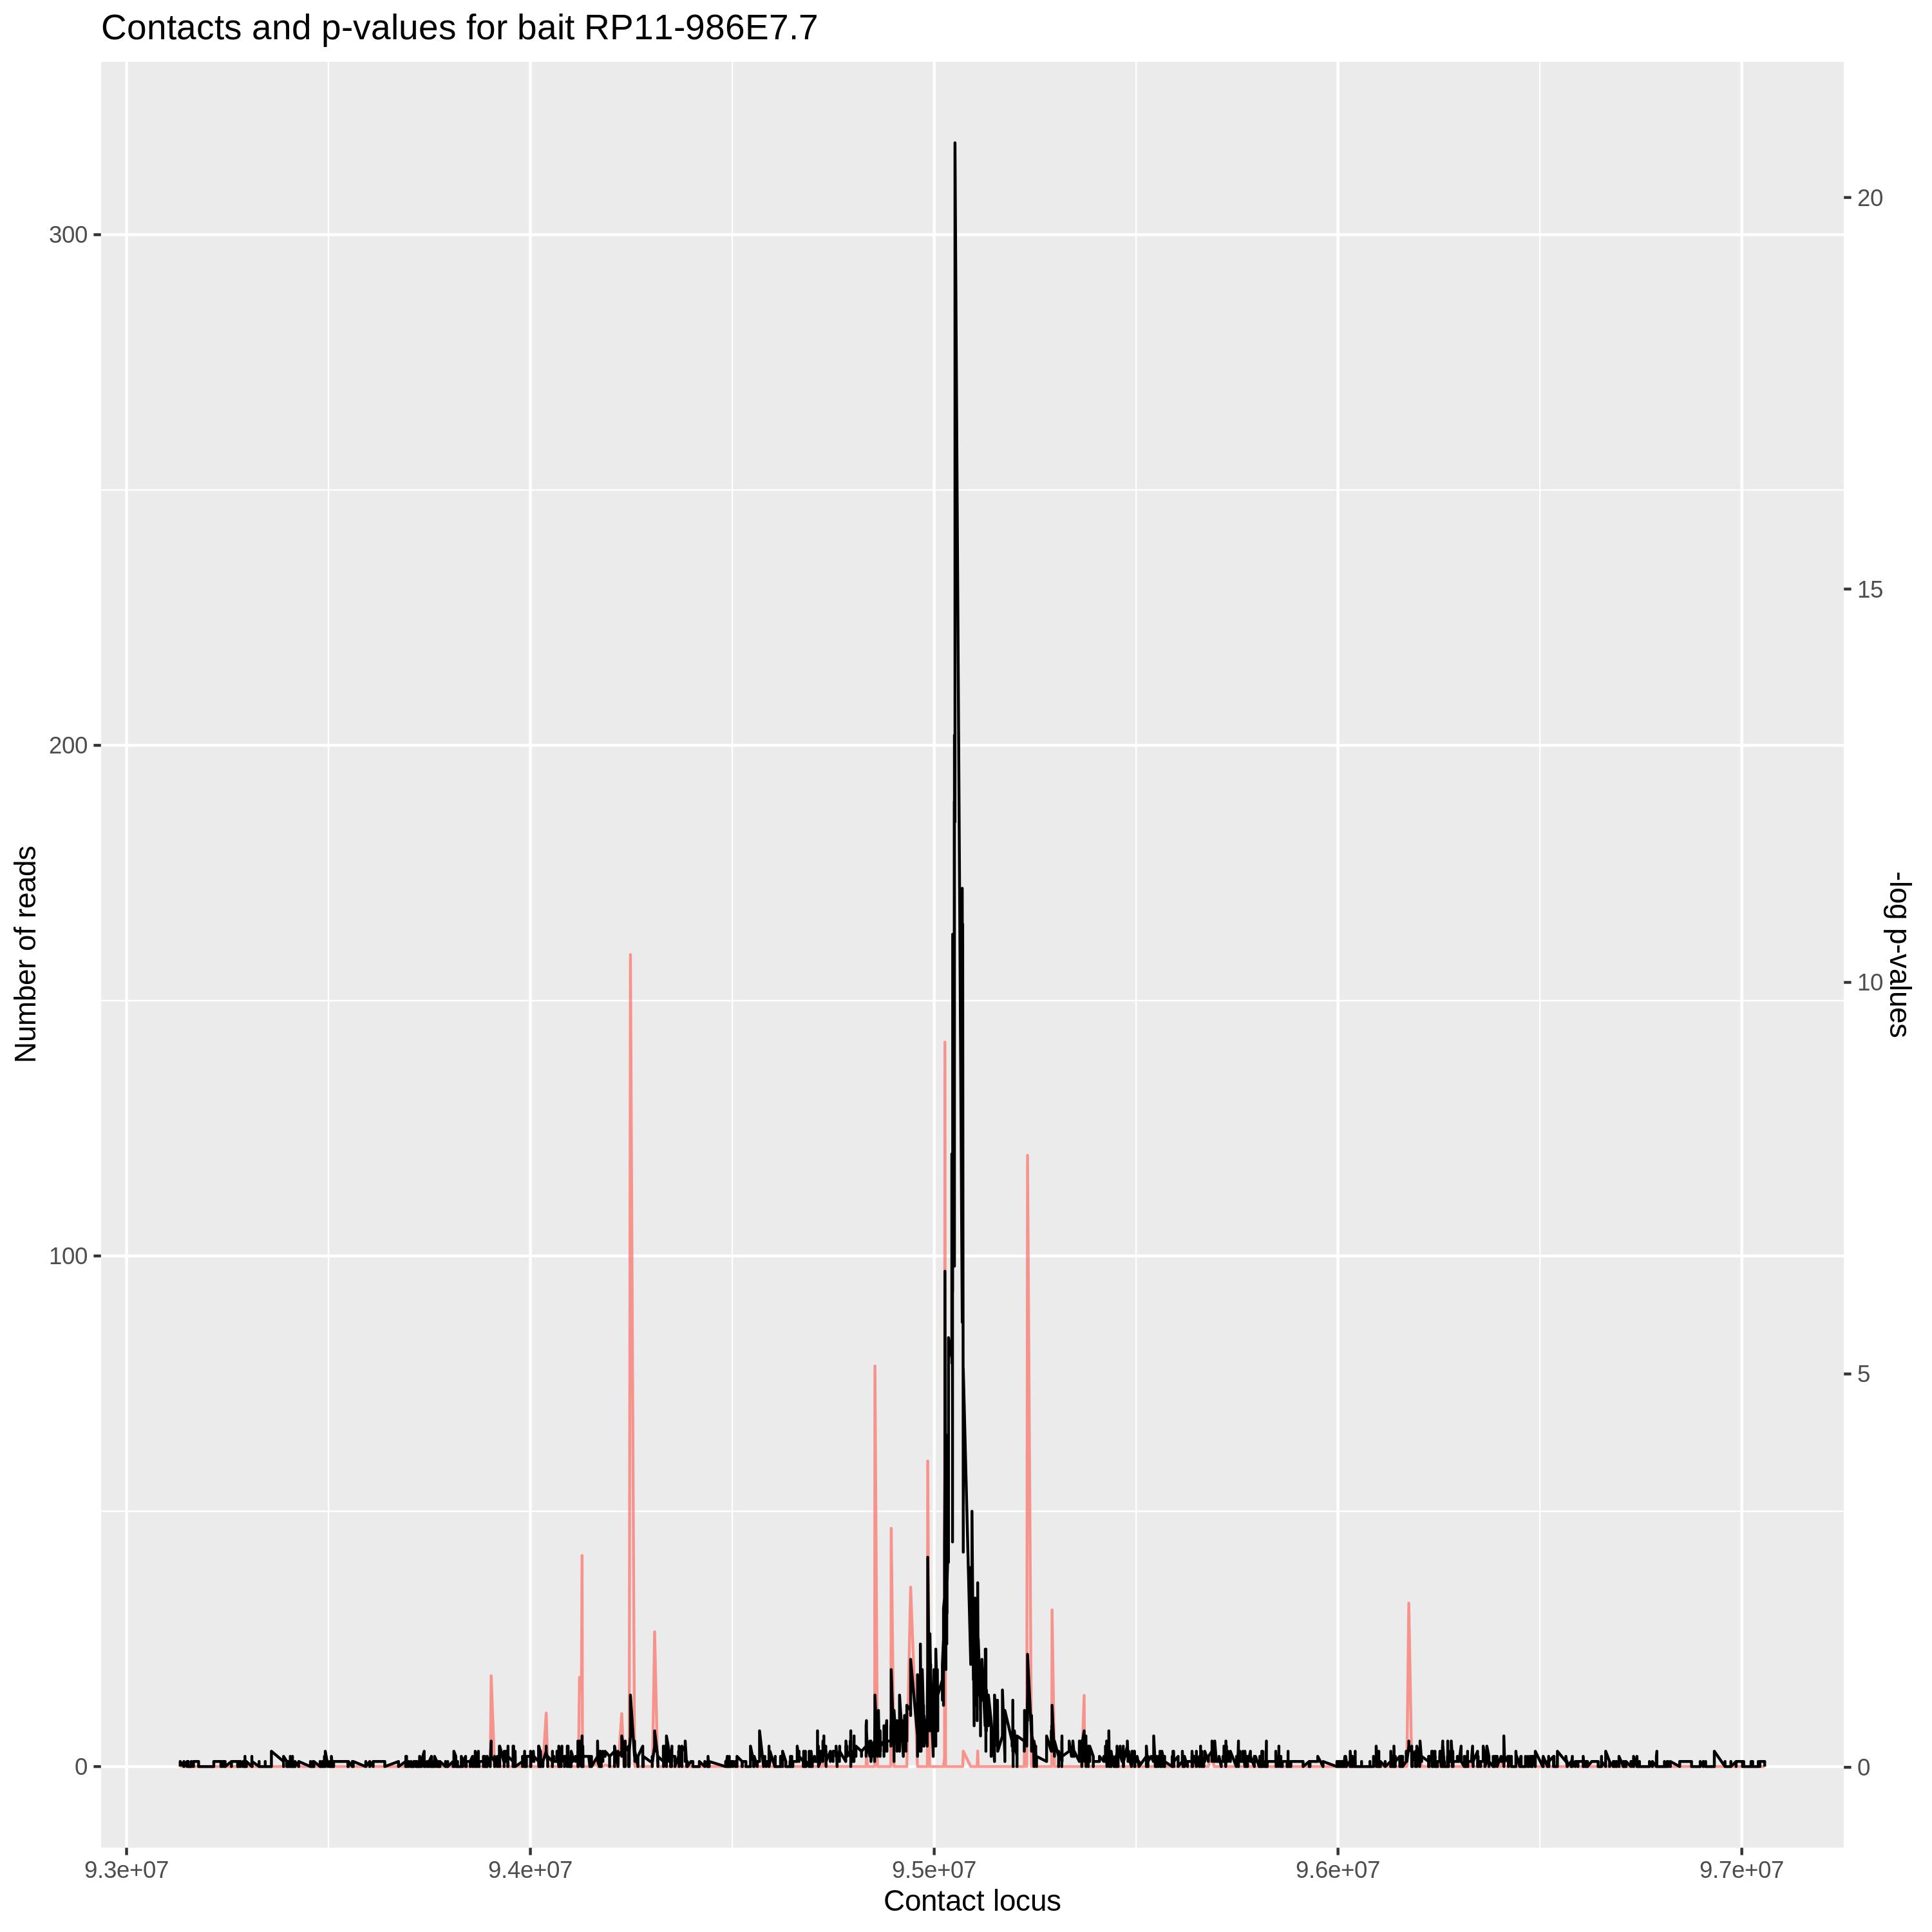 Contacts and p-values for bait RP11-986E7.7
Number of reads
300
200
100
0
20
15
10
5
0
-log p-values
9.3e+07
9.4e+07
9.5e+07
9.6e+07
9.7e+07
Contact locus